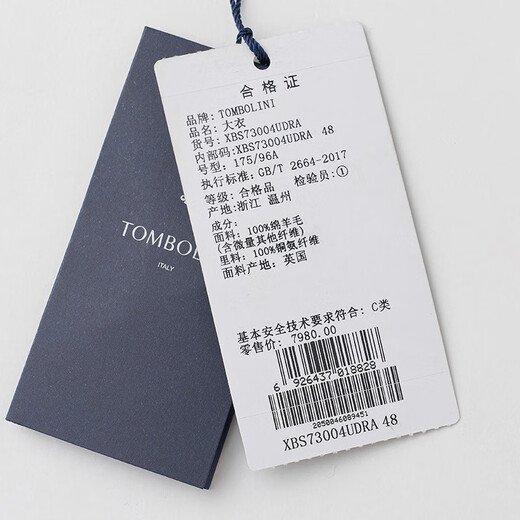 TOMBOL
ITALY
合格证
品牌: TOMBOLINI
品名: 大衣
货号: XBS73004UDRA
内部码:XBS73004UDRA 48
号型: 175/96A
执行标准: GB/T 2664-2017
等级: 合格品 检验员:①
产地:浙江 温州
成分:
面料: 100%绵羊毛
(含微量其他纤维)
里料: 100%铜氨纤维
面料产地: 英国
基本安全技术要求符合: C类
零售价: 7980.00
6 926437 018828
2050046089451
XBS73004UDRA 48